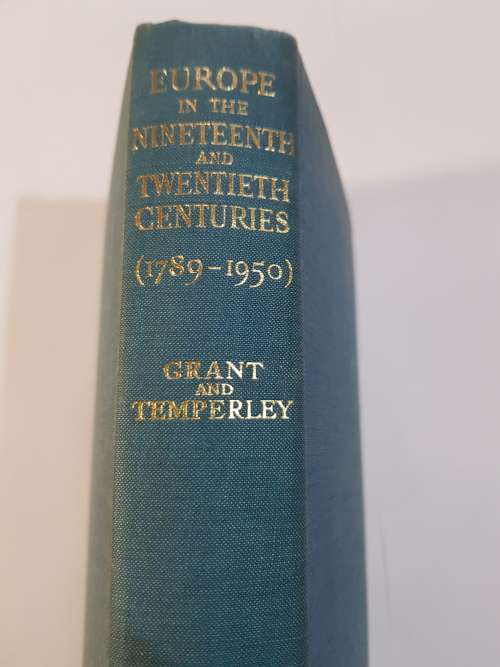 EUROPE
IN THE
NINETEENTH
AND
TWENTIETH
CENTURIES
(1789–1950)
GRANT
AND
TEMPERLEY